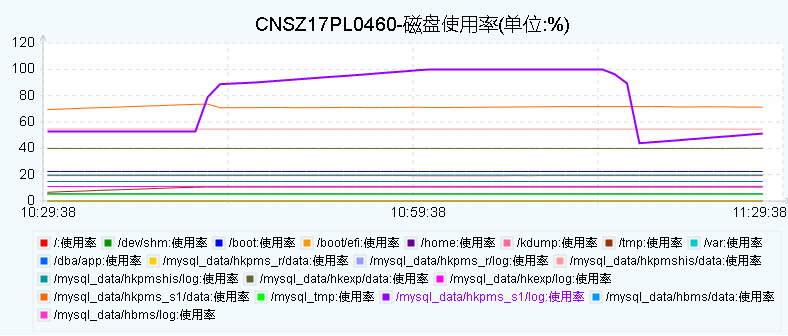 CNSZ17PL0460-磁盘使用率(单位:%)
120
100
80
60
40
20
0
10:29:38 10:59:38 11:29:38
/:使用率 /dev/shm:使用率 /boot:使用率 /boot/efi:使用率 /home:使用率 /kdump:使用率 /tmp:使用率 /var:使用率
/dba/app:使用率 /mysql_data/hkpms_r/data:使用率 /mysql_data/hkpms_r/log:使用率 /mysql_data/hkpmshis/data:使用率
/mysql_data/hkpmshis/log:使用率 /mysql_data/hkexp/data:使用率 /mysql_data/hkexp/log:使用率
/mysql_data/hkpms_s1/data:使用率 /mysql_tmp:使用率 /mysql_data/hkpms_s1/log:使用率 /mysql_data/hbms/data:使用率
/mysql_data/hbms/log:使用率